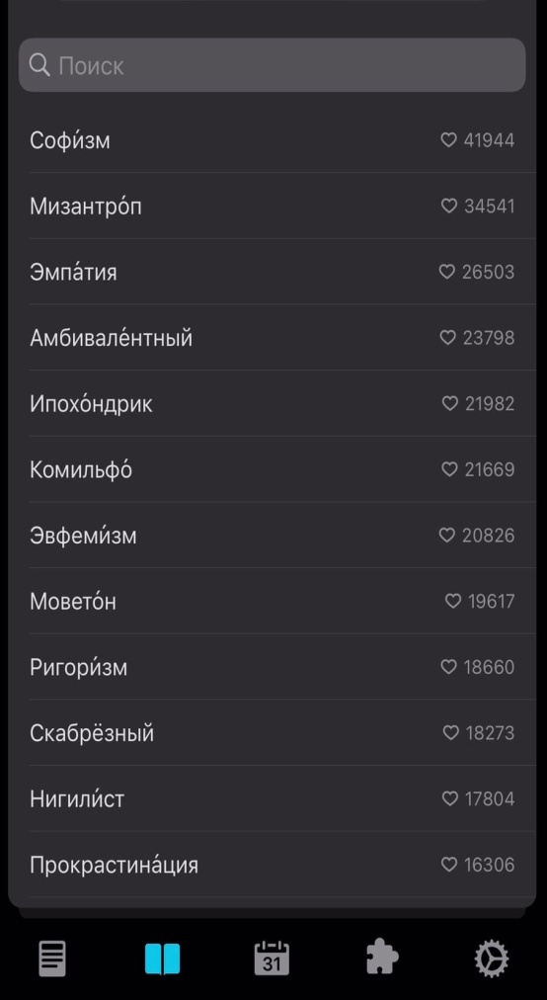 Поиск
Софи́зм 41944
Мизантро́п 34541
Эмпа́тия 26503
Амбивале́нтный 23798
Ипохо́ндрик 21982
Комильфо́ 21669
Эвфеми́зм 20826
Мовето́н 19617
Ригори́зм 18660
Скабрёзный 18273
Нигили́ст 17804
Прокрастина́ция 16306
31